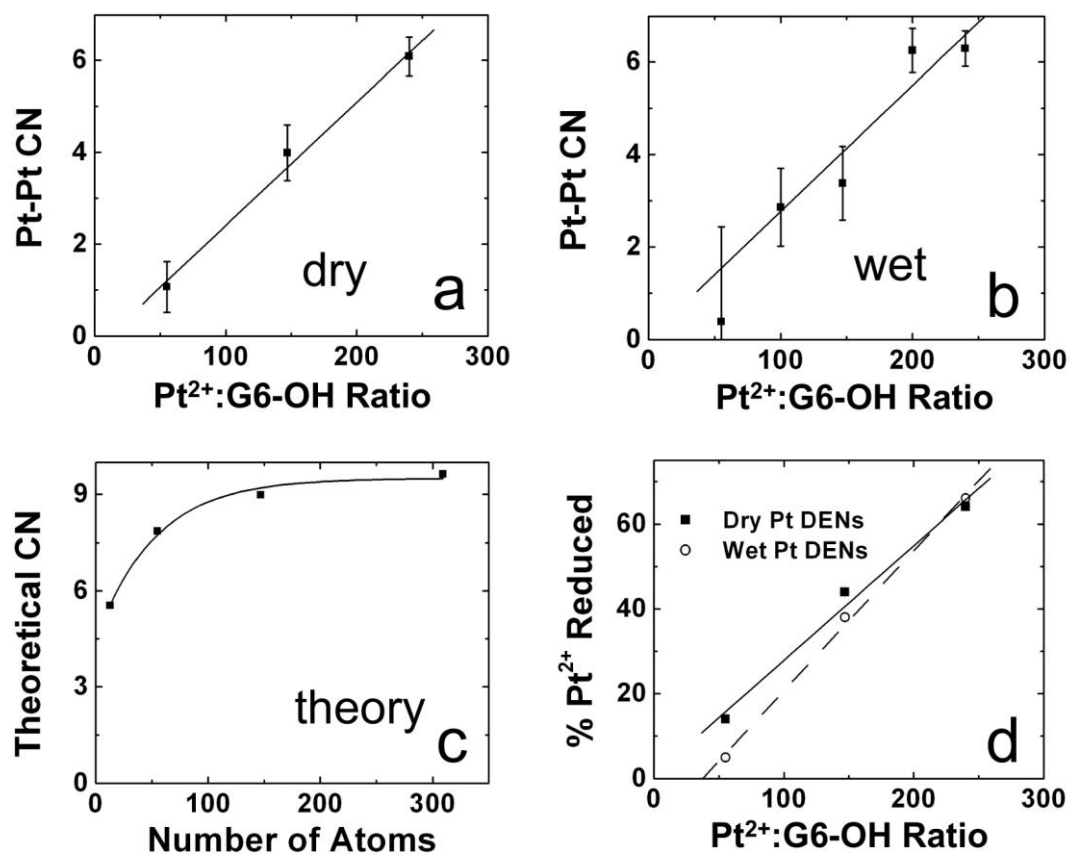 6
4
2
0
Pt-Pt CN
dry
a
0 100 200 300
Pt²⁺:G6-OH Ratio
6
4
2
0
Pt-Pt CN
wet
b
0 100 200 300
Pt²⁺:G6-OH Ratio
9
6
3
0
Theoretical CN
theory
c
0 100 200 300
Number of Atoms
60
40
20
0
% Pt²⁺ Reduced
Dry Pt DENs
Wet Pt DENs
d
0 100 200 300
Pt²⁺:G6-OH Ratio